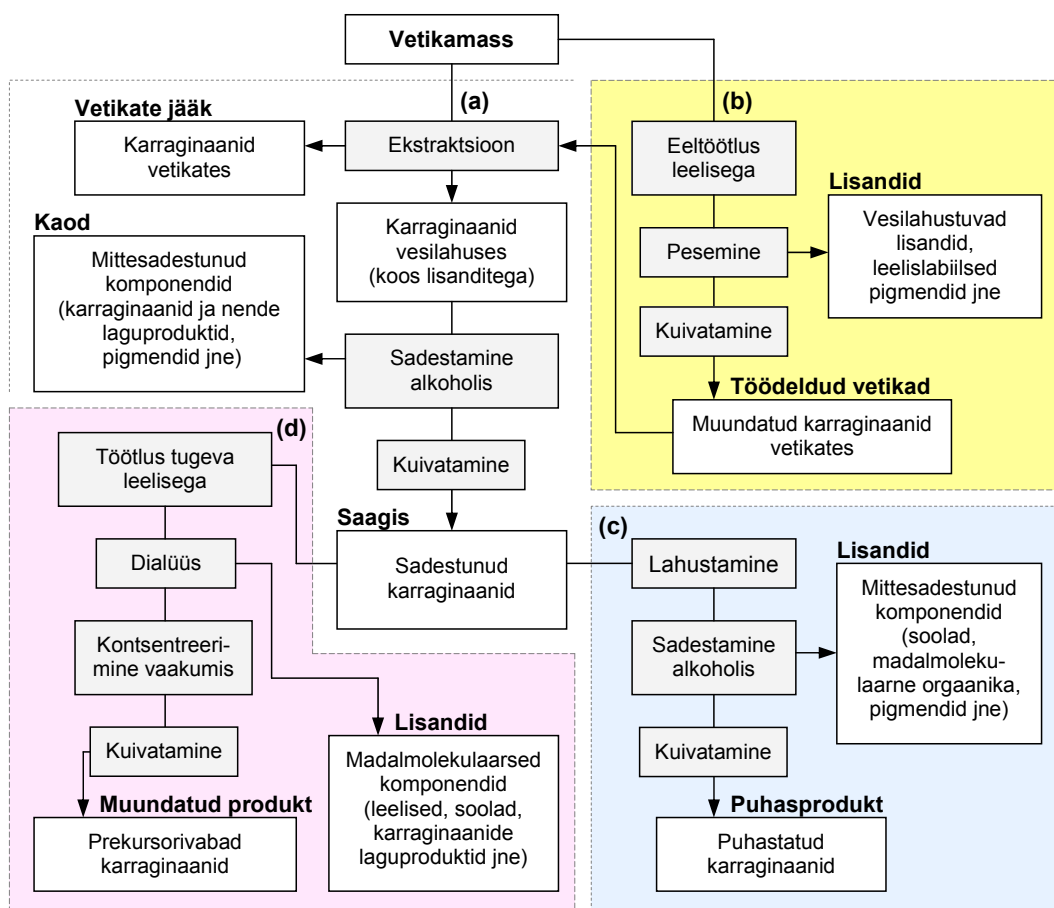 Vetikamass
(a)
Vetikate jääk
Karraginaanid
vetikates
Ekstraktsioon
Kaod
Mittesadestunud
komponendid
(karraginaanid ja nende
laguproduktid,
pigmendid jne)
Karraginaanid
vesilahuses
(koos lisanditega)
Sadestamine
alkoholis
Kuivatamine
Saagis
Sadestunud
karraginaanid
(b)
Eeltöötlus
leelisega
Lisandid
Pesemine
Vesilahustuvad
lisandid,
leelislabiilsed
pigmendid jne
Kuivatamine
Töödeldud vetikad
Muundatud karraginaanid
vetikates
(d)
Töötlus tugeva
leelisega
Dialüüs
Kontsentreeri-
mine vaakumis
Kuivatamine
Muundatud produkt
Prekursorivabad
karraginaanid
Lisandid
Madalmolekulaarsed
komponendid
(leelised, soolad,
karraginaanide
laguproduktid jne)
(c)
Lahustamine
Lisandid
Mittesadestunud
komponendid
(soolad,
madalmoleku-
laarne orgaanika,
pigmendid jne)
Sadestamine
alkoholis
Kuivatamine
Puhasprodukt
Puhastatud
karraginaanid